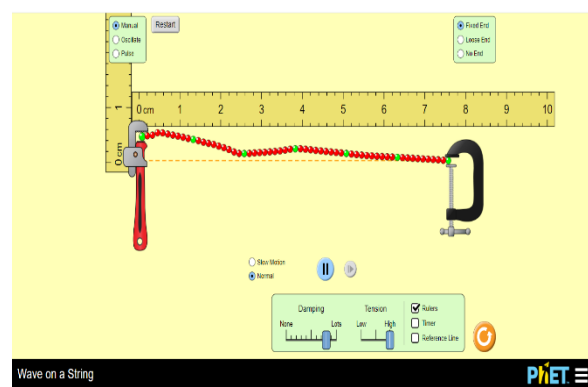 Manual
Oscillate
Pulse
Restart
Fixed End
Loose End
No End
1
0 cm
0 cm 1 2 3 4 5 6 7 8 9 10
Slow Motion
Normal
Damping
None Lots
Tension
Low High
Rulers
Timer
Reference Line
Wave on a String
PhET